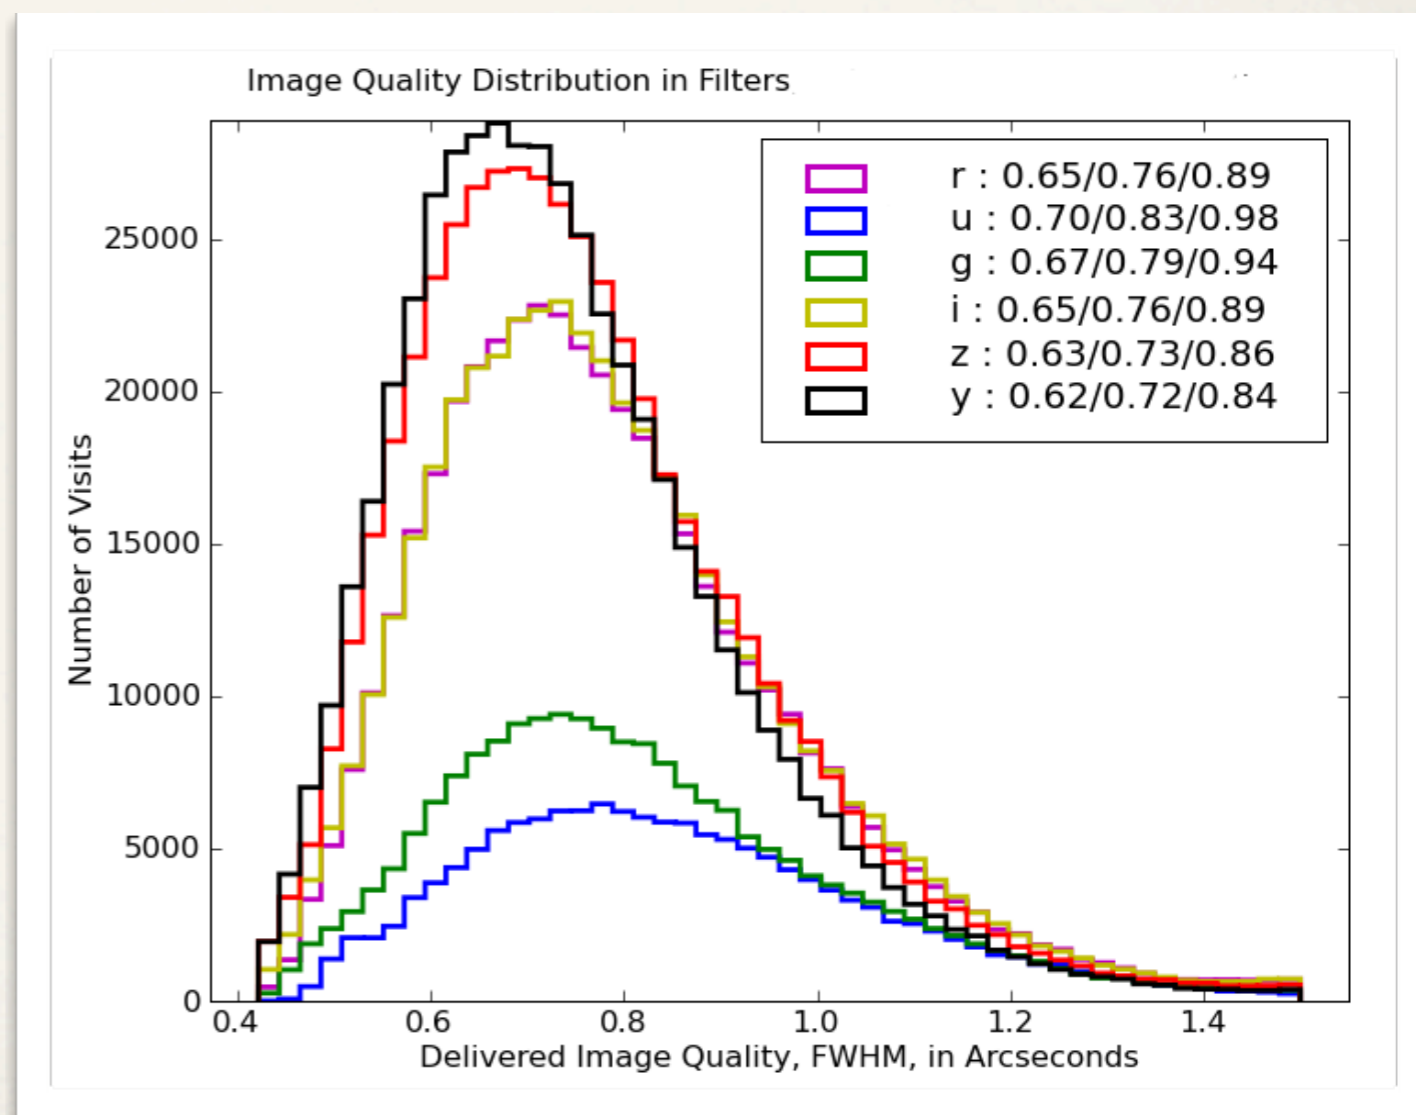 Image Quality Distribution in Filters
r : 0.65/0.76/0.89
u : 0.70/0.83/0.98
g : 0.67/0.79/0.94
i : 0.65/0.76/0.89
z : 0.63/0.73/0.86
y : 0.62/0.72/0.84
25000
20000
15000
10000
5000
0
Number of Visits
0.4 0.6 0.8 1.0 1.2 1.4
Delivered Image Quality, FWHM, in Arcseconds